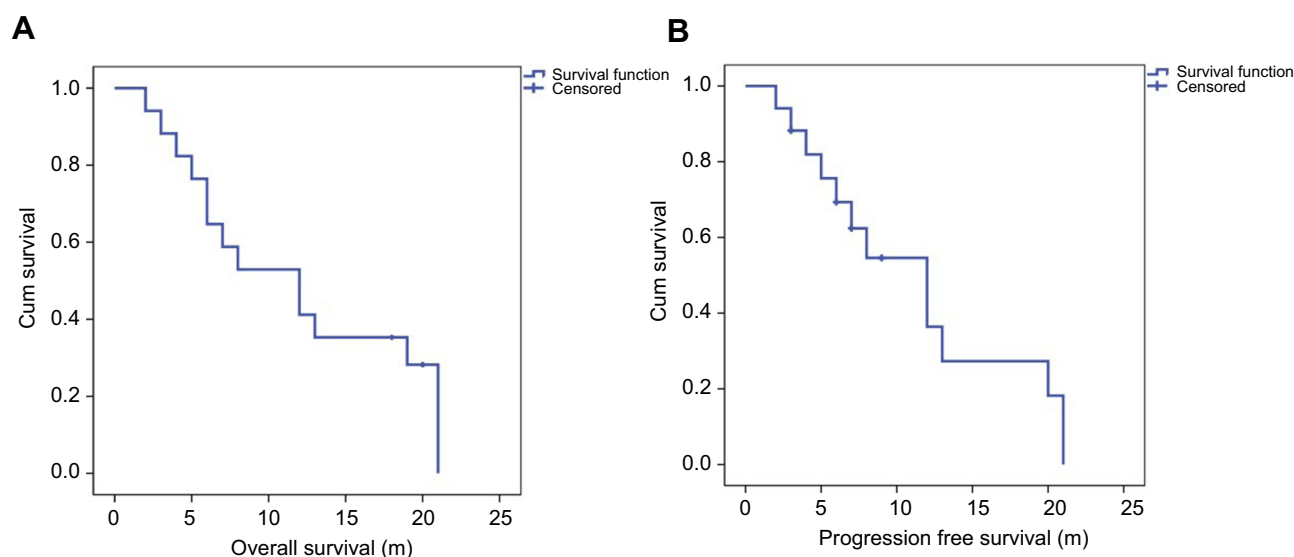 A
Survival function
Censored
1.0
0.8
0.6
0.4
0.2
0.0
Cum survival
0 5 10 15 20 25
Overall survival (m)
B
Survival function
Censored
1.0
0.8
0.6
0.4
0.2
0.0
Cum survival
0 5 10 15 20 25
Progression free survival (m)